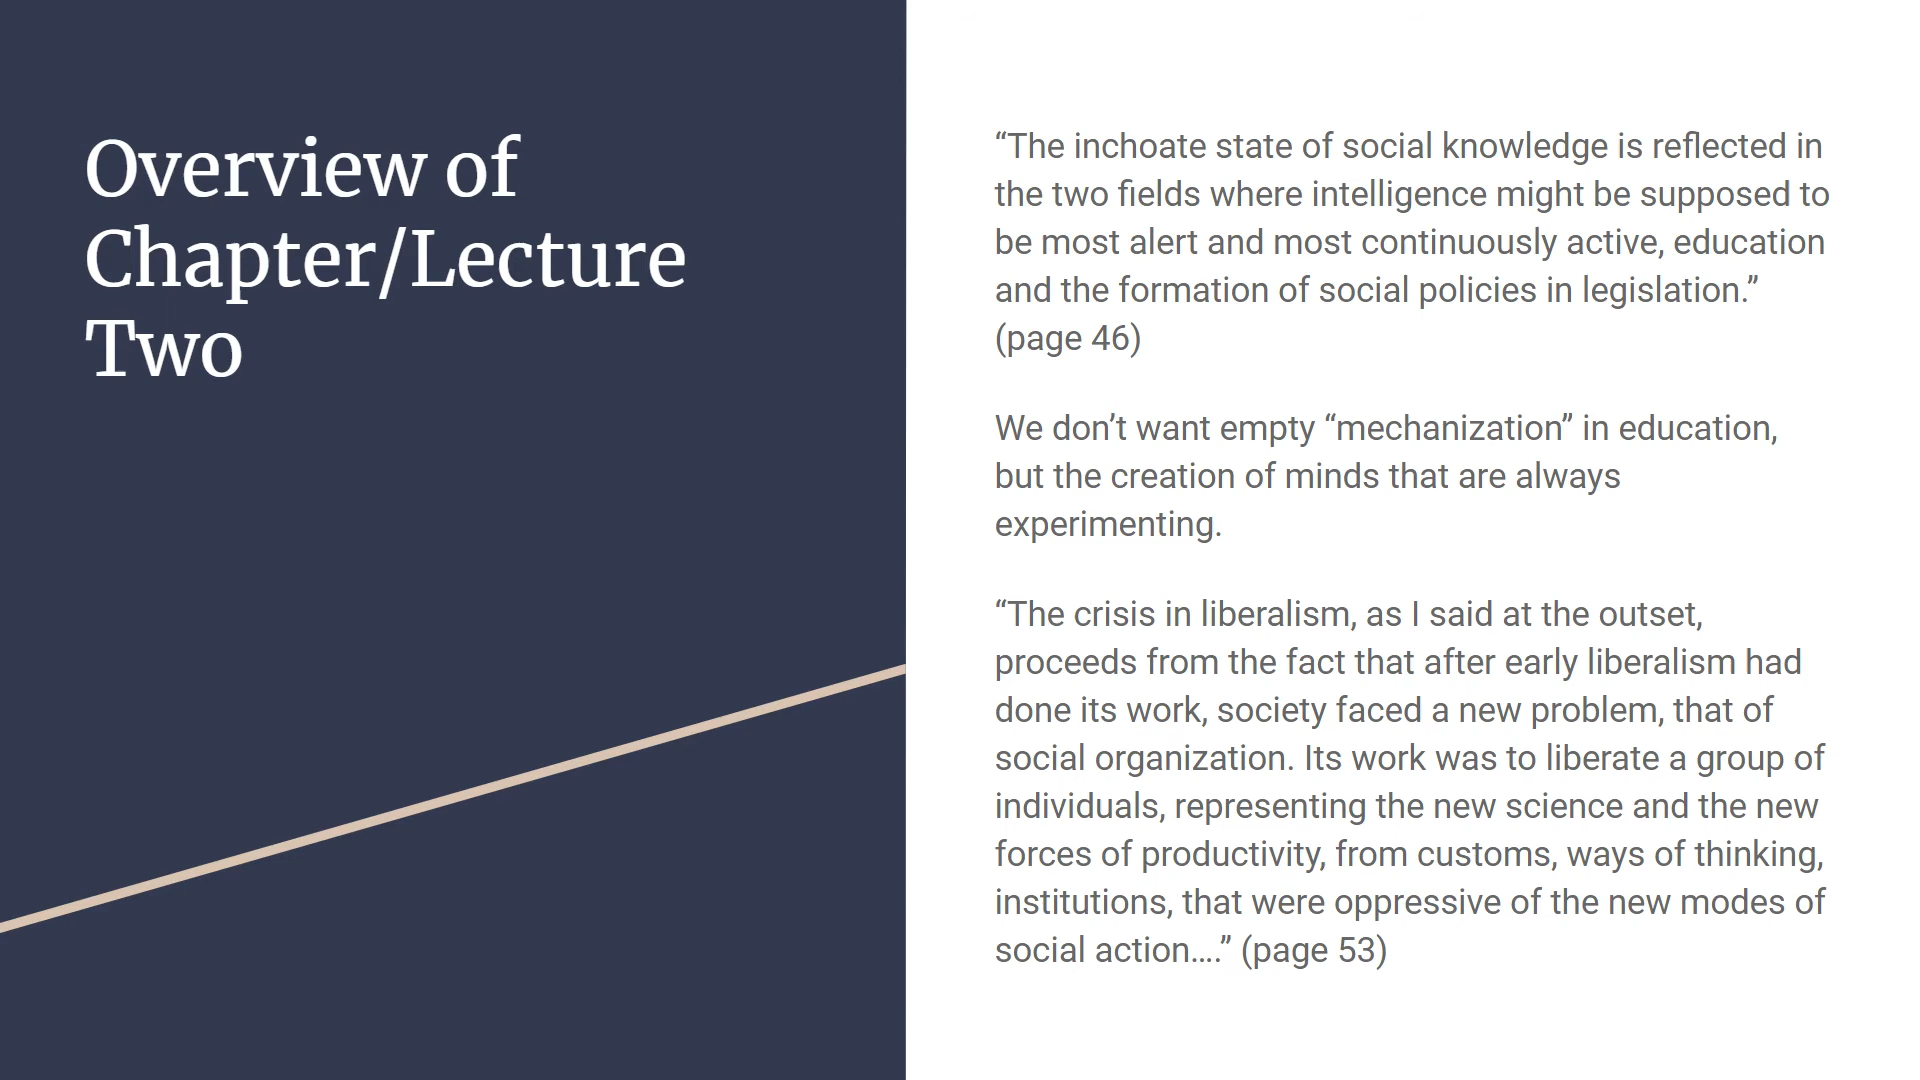 Overview of
Chapter/Lecture
Two
“The inchoate state of social knowledge is reflected in
the two fields where intelligence might be supposed to
be most alert and most continuously active, education
and the formation of social policies in legislation.”
(page 46)
We don’t want empty “mechanization” in education,
but the creation of minds that are always
experimenting.
“The crisis in liberalism, as I said at the outset,
proceeds from the fact that after early liberalism had
done its work, society faced a new problem, that of
social organization. Its work was to liberate a group of
individuals, representing the new science and the new
forces of productivity, from customs, ways of thinking,
institutions, that were oppressive of the new modes of
social action….” (page 53)